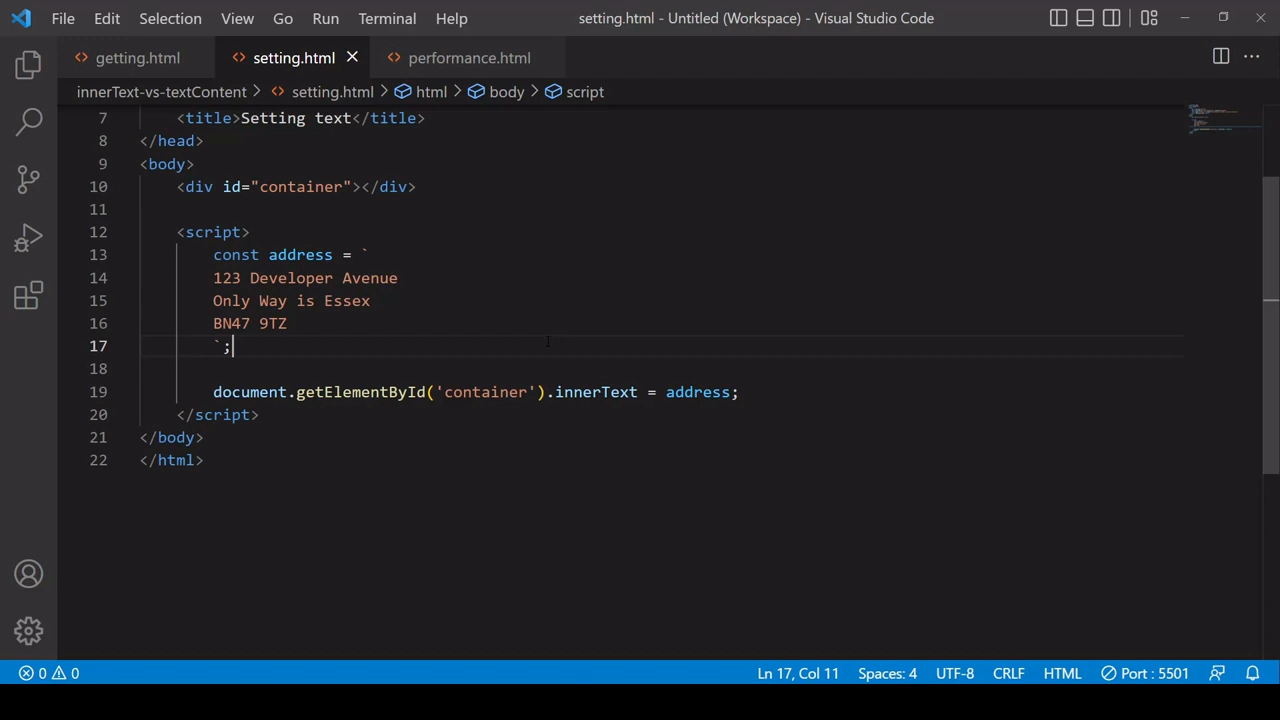 File Edit Selection View Go Run Terminal Help setting.html - Untitled (Workspace) - Visual Studio Code
getting.html setting.html performance.html
innerText-vs-textContent > setting.html > html > body > script
7 <title>Setting text</title>
8 </head>
9 <body>
10 <div id="container"></div>
11
12 <script>
13 const address = `
14 123 Developer Avenue
15 Only Way is Essex
16 BN47 9TZ
17 `;
18
19 document.getElementById('container').innerText = address;
20 </script>
21 </body>
22 </html>
0 0 Ln 17, Col 11 Spaces: 4 UTF-8 CRLF HTML Port : 5501